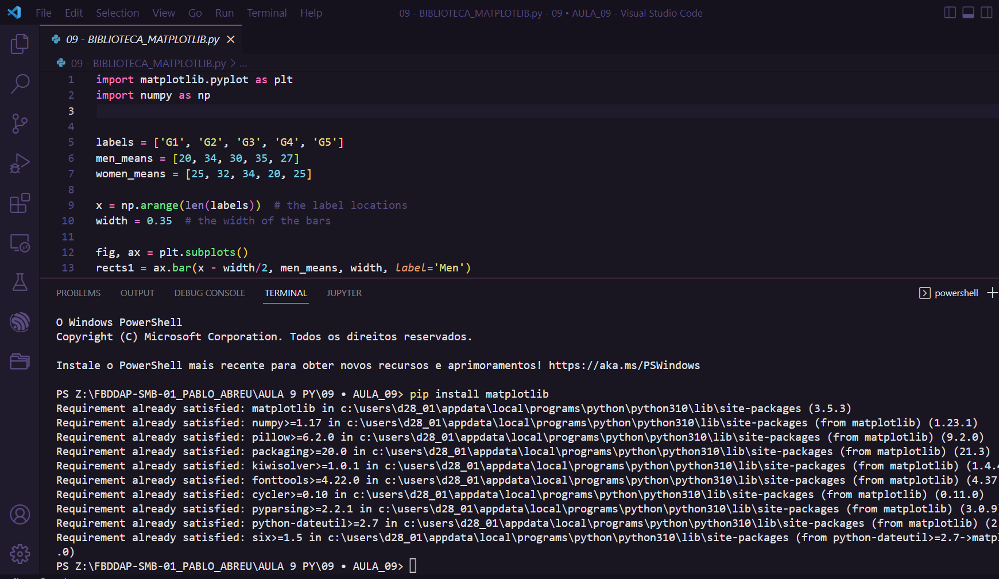 File Edit Selection View Go Run Terminal Help 09 - BIBLIOTECA_MATPLOTLIB.py - 09 • AULA_09 - Visual Studio Code
09 - BIBLIOTECA_MATPLOTLIB.py
09 - BIBLIOTECA_MATPLOTLIB.py > ...
1 import matplotlib.pyplot as plt
2 import numpy as np
3
4
5 labels = ['G1', 'G2', 'G3', 'G4', 'G5']
6 men_means = [20, 34, 30, 35, 27]
7 women_means = [25, 32, 34, 20, 25]
8
9 x = np.arange(len(labels))  # the label locations
10 width = 0.35  # the width of the bars
11
12 fig, ax = plt.subplots()
13 rects1 = ax.bar(x - width/2, men_means, width, label='Men')
PROBLEMS OUTPUT DEBUG CONSOLE TERMINAL JUPYTER powershell
O Windows PowerShell
Copyright (C) Microsoft Corporation. Todos os direitos reservados.
Instale o PowerShell mais recente para obter novos recursos e aprimoramentos! https://aka.ms/PSWindows
PS Z:\FBDDAP-SMB-01_PABLO_ABREU\AULA 9 PY\09 • AULA_09> pip install matplotlib
Requirement already satisfied: matplotlib in c:\users\d28_01\appdata\local\programs\python\python310\lib\site-packages (3.5.3)
Requirement already satisfied: numpy>=1.17 in c:\users\d28_01\appdata\local\programs\python\python310\lib\site-packages (from matplotlib) (1.23.1)
Requirement already satisfied: pillow>=6.2.0 in c:\users\d28_01\appdata\local\programs\python\python310\lib\site-packages (from matplotlib) (9.2.0)
Requirement already satisfied: packaging>=20.0 in c:\users\d28_01\appdata\local\programs\python\python310\lib\site-packages (from matplotlib) (21.3)
Requirement already satisfied: kiwisolver>=1.0.1 in c:\users\d28_01\appdata\local\programs\python\python310\lib\site-packages (from matplotlib) (1.4.4
Requirement already satisfied: fonttools>=4.22.0 in c:\users\d28_01\appdata\local\programs\python\python310\lib\site-packages (from matplotlib) (4.37
Requirement already satisfied: cycler>=0.10 in c:\users\d28_01\appdata\local\programs\python\python310\lib\site-packages (from matplotlib) (0.11.0)
Requirement already satisfied: pyparsing>=2.2.1 in c:\users\d28_01\appdata\local\programs\python\python310\lib\site-packages (from matplotlib) (3.0.9)
Requirement already satisfied: python-dateutil>=2.7 in c:\users\d28_01\appdata\local\programs\python\python310\lib\site-packages (from matplotlib) (2
Requirement already satisfied: six>=1.5 in c:\users\d28_01\appdata\local\programs\python\python310\lib\site-packages (from python-dateutil>=2.7->matpl
.0)
PS Z:\FBDDAP-SMB-01_PABLO_ABREU\AULA 9 PY\09 • AULA_09>